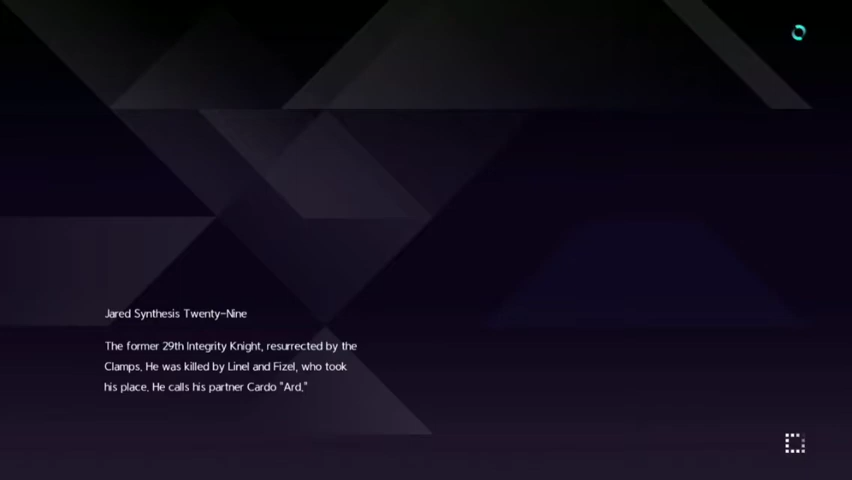 Jared Synthesis Twenty-Nine
The former 29th Integrity Knight, resurrected by the
Clamps. He was killed by Linel and Fizel, who took
his place. He calls his partner Cardo "Ard."